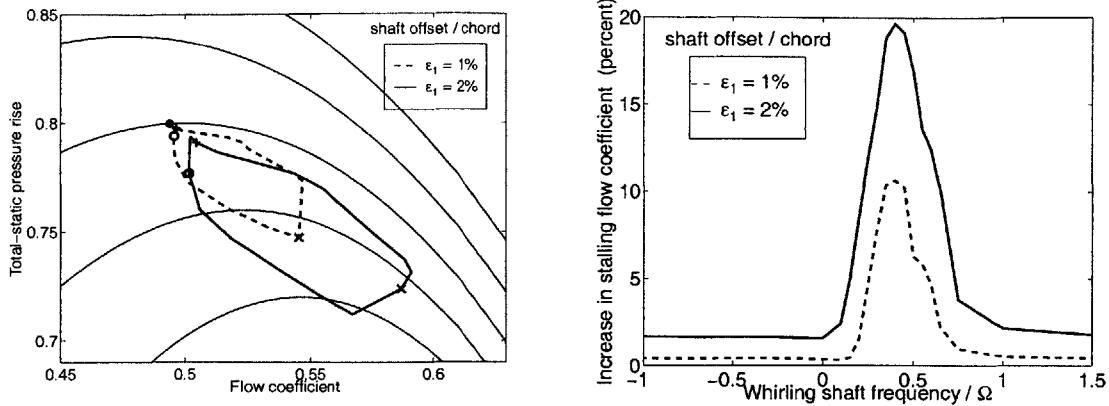 0.85
0.8
0.75
0.7
0.45
0.5
0.55
0.6
Total-static pressure rise
Flow coefficient
shaft offset / chord
ε1 = 1%
ε1 = 2%
20
15
10
5
0
-1
-0.5
0
0.5
1
1.5
Increase in stalling flow coefficient (percent)
Whirling shaft frequency / Ω
shaft offset / chord
ε1 = 1%
ε1 = 2%